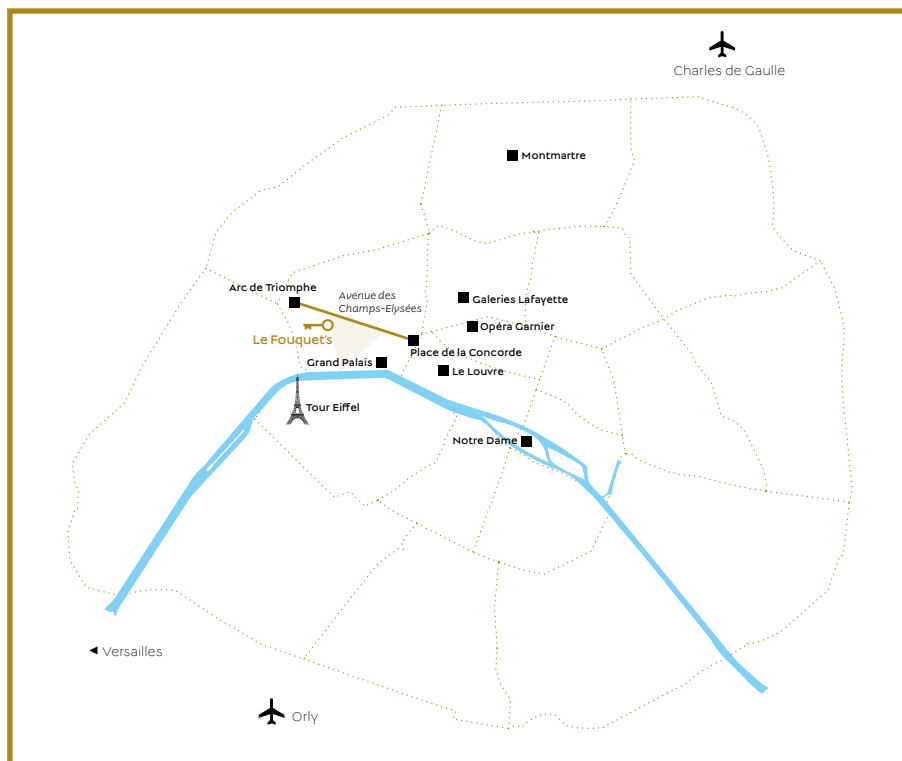 Charles de Gaulle
Montmartre
Arc de Triomphe
Avenue des
Champs-Elysées
Galeries Lafayette
Opéra Garnier
Le Fouquet's
Place de la Concorde
Grand Palais
Le Louvre
Tour Eiffel
Notre Dame
Versailles
Orly